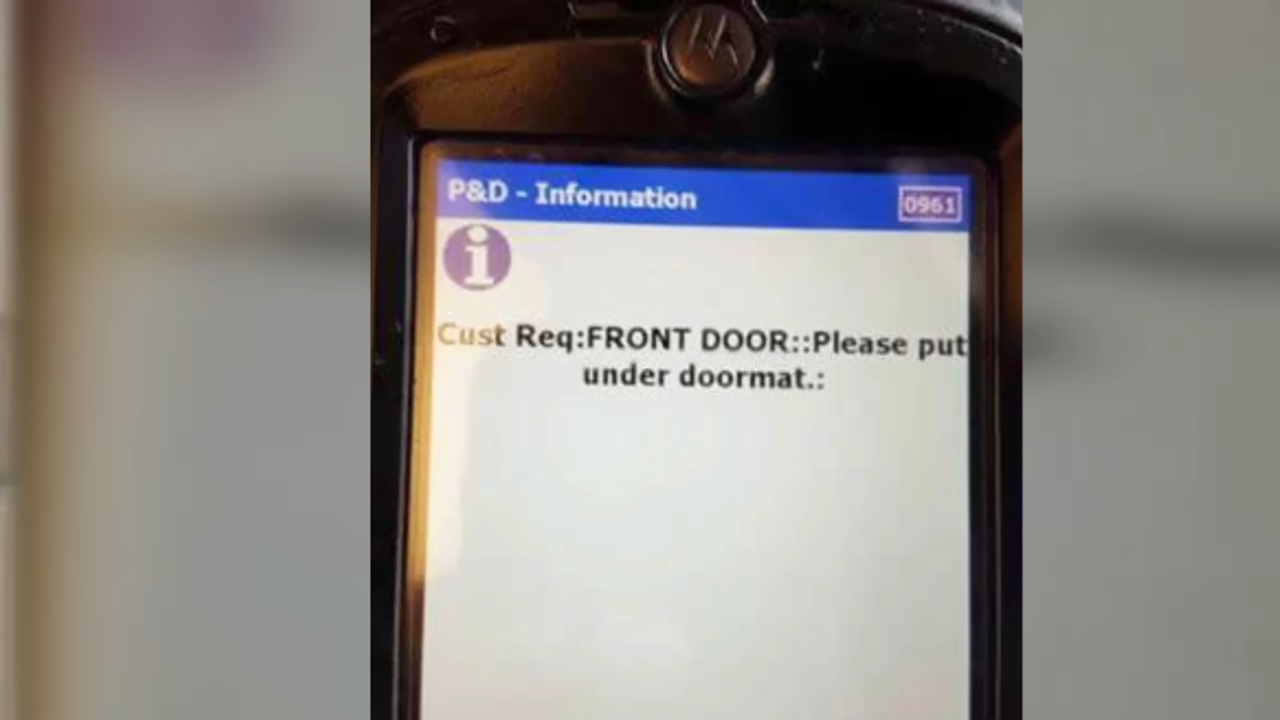 P&D - Information
0961
Cust Req:FRONT DOOR::Please put
under doormat.: